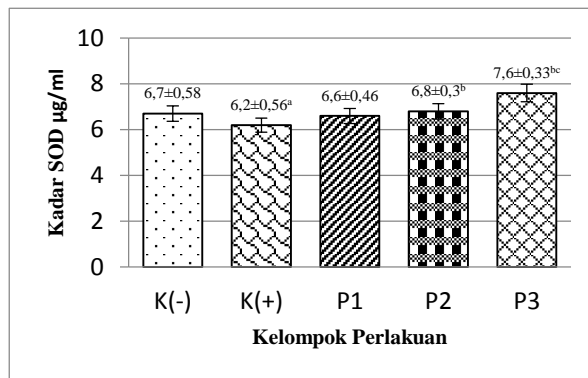 Kadar SOD µg/ml
10
8
6
4
2
0
6,7±0,58
6,2±0,56ᵃ
6,6±0,46
6,8±0,3ᵇ
7,6±0,33ᵇᶜ
K(-) K(+) P1 P2 P3
Kelompok Perlakuan